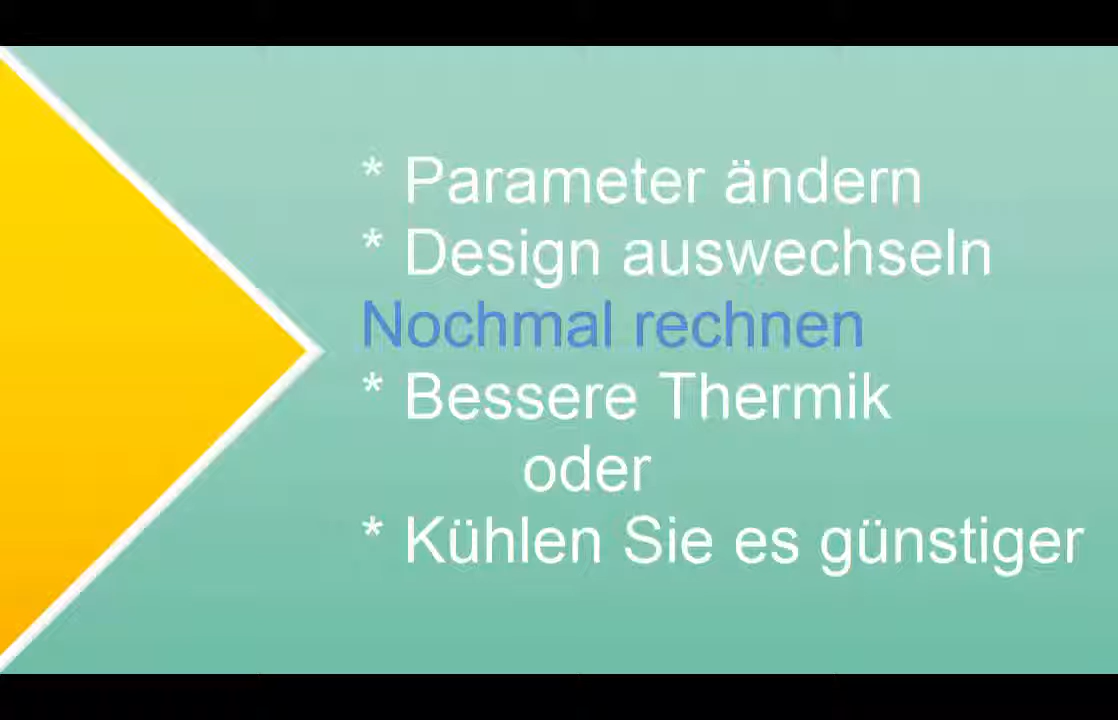 * Parameter ändern
* Design auswechseln
Nochmal rechnen
* Bessere Thermik
oder
* Kühlen Sie es günstiger